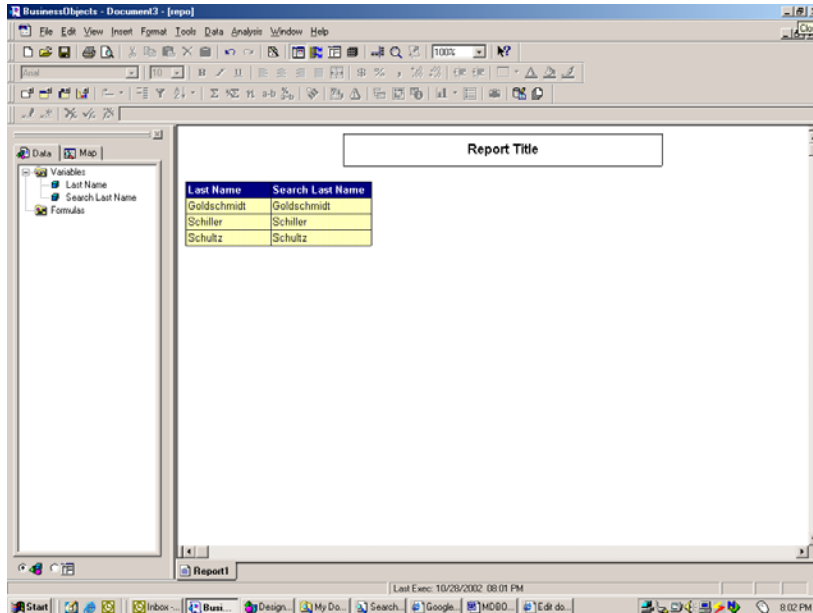 BusinessObjects - Document3 - [repo]
File Edit View Insert Format Tools Data Analysis Window Help
Clo
100%
Arial 10 B I U
Data Map
Report Title
Variables
Last Name
Search Last Name
Formulas
Last Name Search Last Name
Goldschmidt Goldschmidt
Schiller Schiller
Schultz Schultz
Report1
Last Exec: 10/28/2002 08:01 PM
Start Inbox -... Busi... Design... My Do... Search... Google... MDBO... Edit do... 8:02 PM